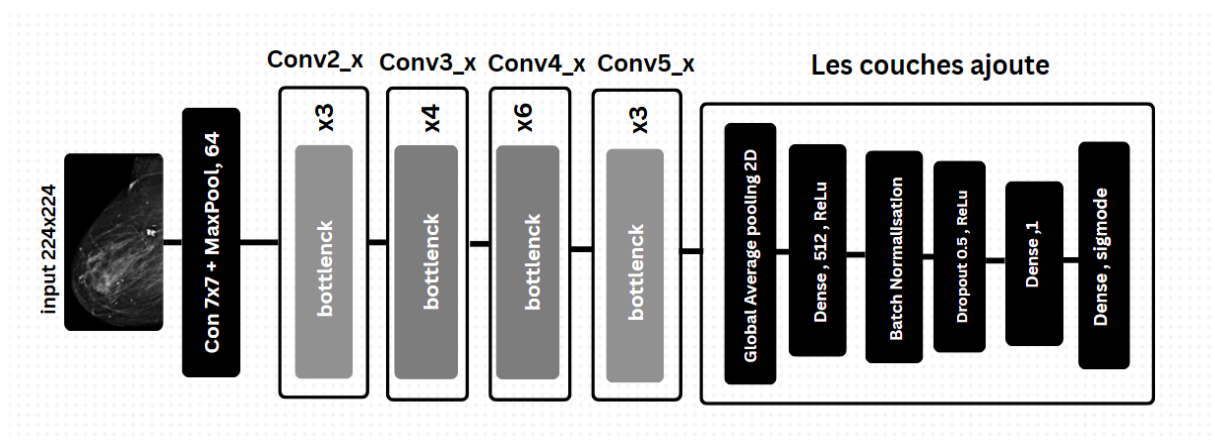 input 224x224
Con 7x7 + MaxPool, 64
Conv2_x
x3
bottlenck
Conv3_x
x4
bottlenck
Conv4_x
x6
bottlenck
Conv5_x
x3
bottlenck
Les couches ajoute
Global Average pooling 2D
Dense , 512 , ReLu
Batch Normalisation
Dropout 0.5 , ReLu
Dense ,1
Dense , sigmode